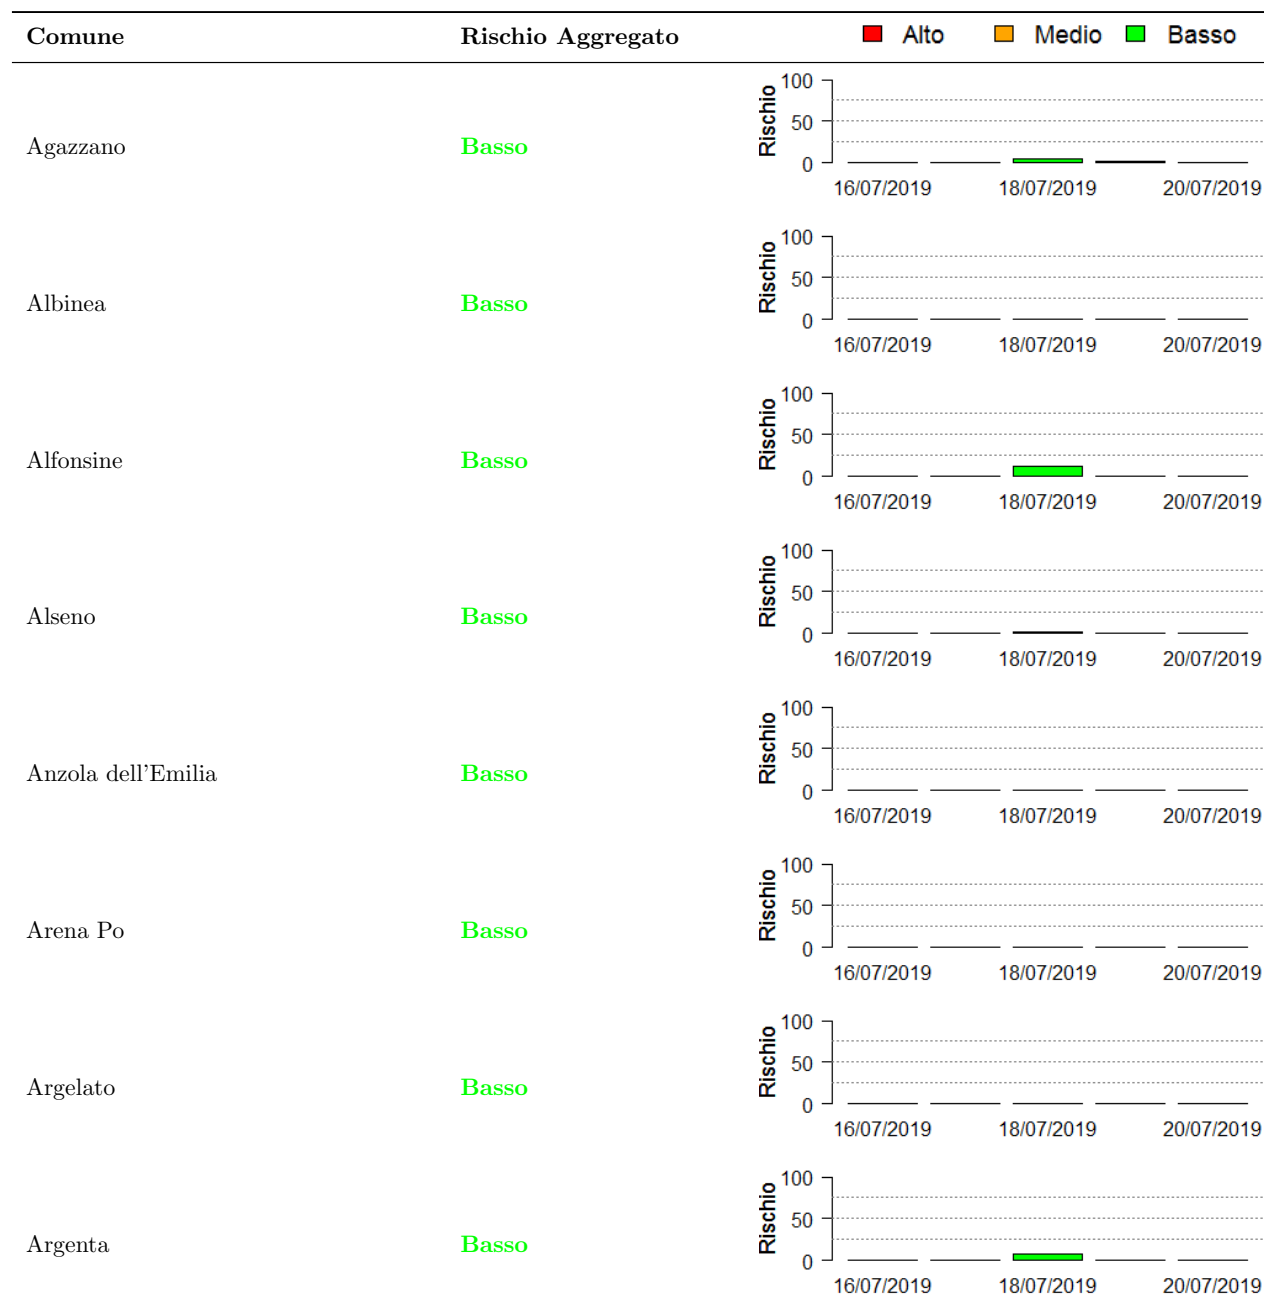 Comune Rischio Aggregato Alto Medio Basso
Agazzano Basso Rischio 100 50 0
16/07/2019 18/07/2019 20/07/2019
Albinea Basso Rischio 100 50 0
16/07/2019 18/07/2019 20/07/2019
Alfonsine Basso Rischio 100 50 0
16/07/2019 18/07/2019 20/07/2019
Alseno Basso Rischio 100 50 0
16/07/2019 18/07/2019 20/07/2019
Anzola dell'Emilia Basso Rischio 100 50 0
16/07/2019 18/07/2019 20/07/2019
Arena Po Basso Rischio 100 50 0
16/07/2019 18/07/2019 20/07/2019
Argelato Basso Rischio 100 50 0
16/07/2019 18/07/2019 20/07/2019
Argenta Basso Rischio 100 50 0
16/07/2019 18/07/2019 20/07/2019